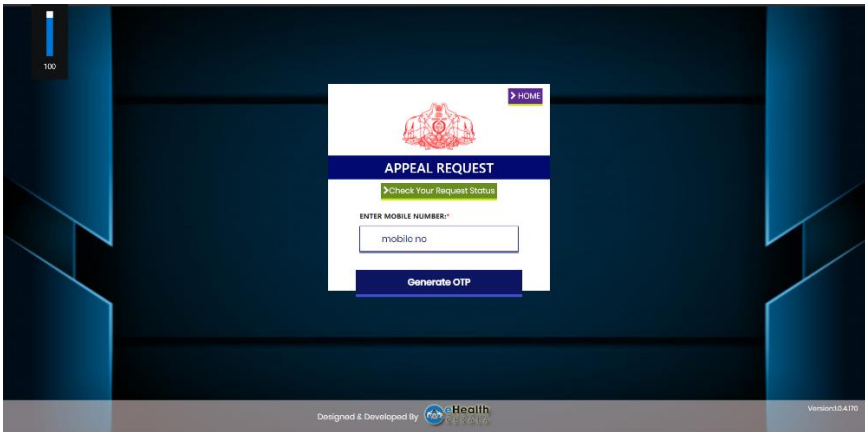 100
HOME
APPEAL REQUEST
Check Your Request Status
ENTER MOBILE NUMBER:*
mobile no
Generate OTP
Designed & Developed By eHealth
KERALA
Version:1.0.4.170